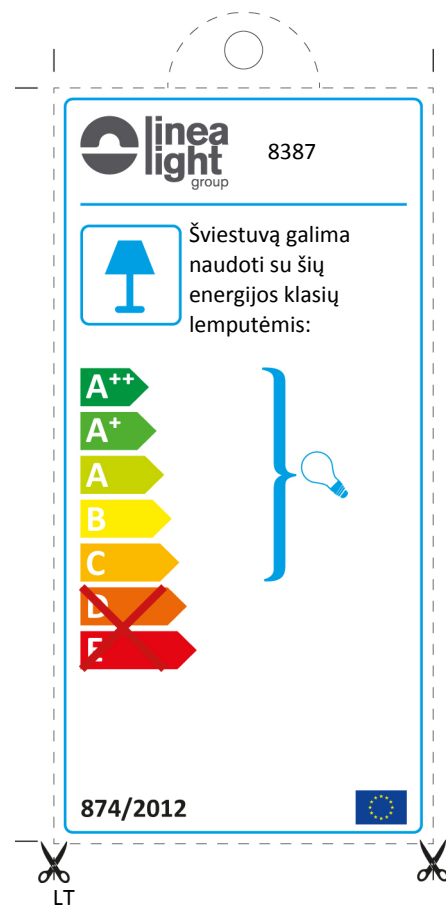 linea
light
group
8387
Šviestuvą galima
naudoti su šių
energijos klasių
lemputėmis:
A++
A+
A
B
C
D
E
874/2012
LT